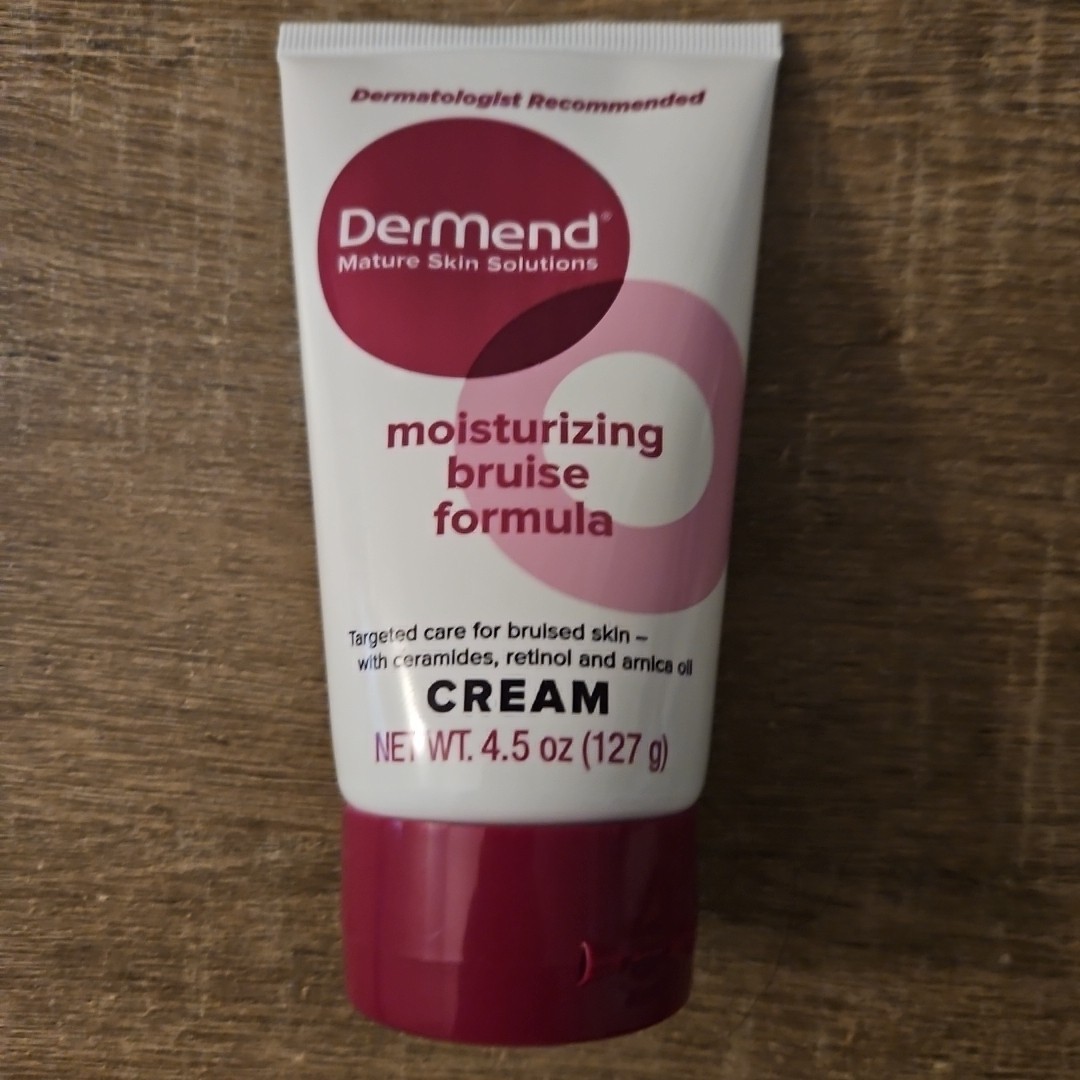 Dermatologist Recommended
DerMend®
Mature Skin Solutions
moisturizing
bruise
formula
Targeted care for bruised skin –
with ceramides, retinol and arnica oil
CREAM
NET WT. 4.5 oz (127 g)